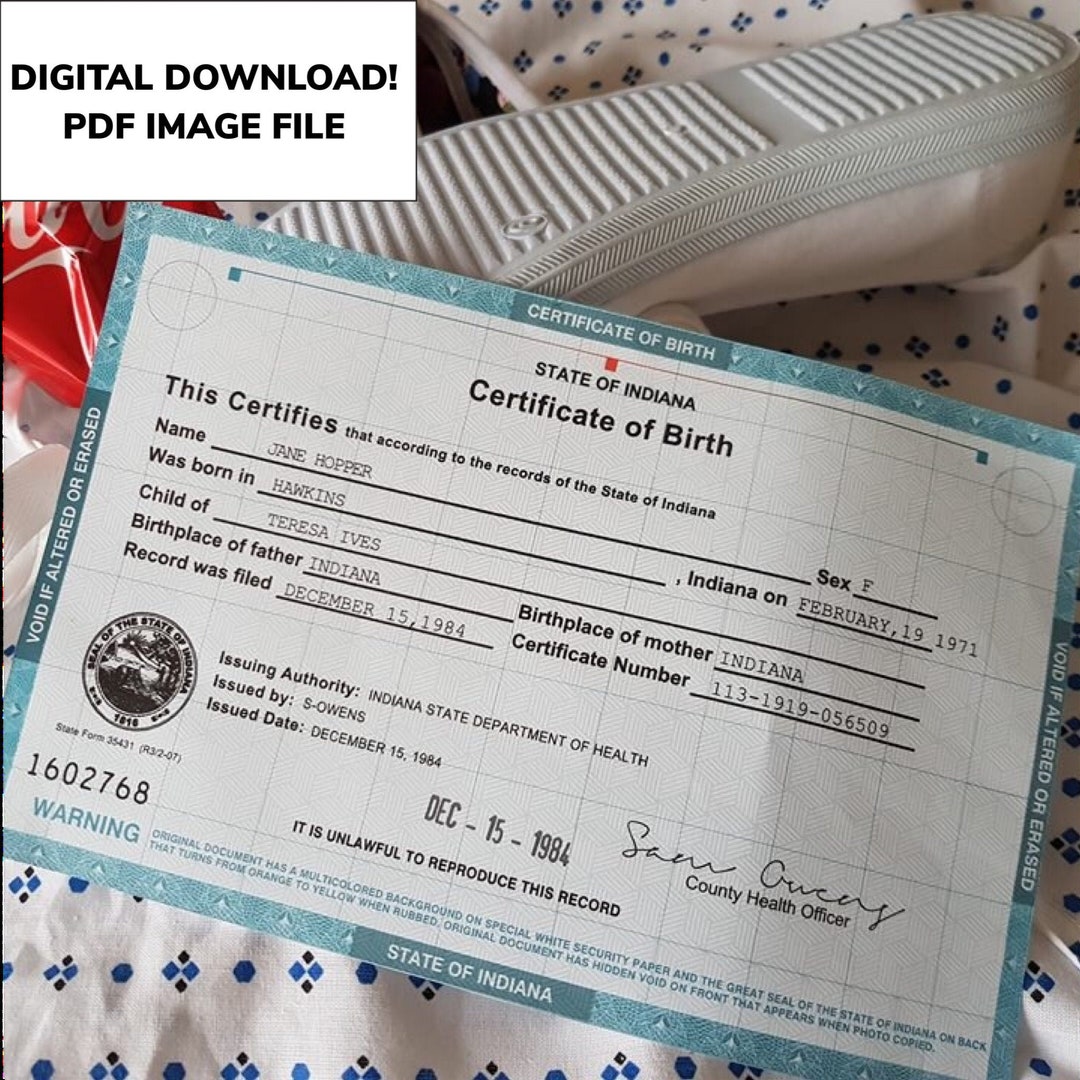 DIGITAL DOWNLOAD!
PDF IMAGE FILE
CERTIFICATE OF BIRTH
STATE OF INDIANA
Certificate of Birth
This Certifies that according to the records of the State of Indiana
Name JANE HOPPER Sex F
Was born in HAWKINS , Indiana on FEBRUARY,19 1971
Child of TERESA IVES
Birthplace of father INDIANA Birthplace of mother INDIANA
Record was filed DECEMBER 15,1984 Certificate Number 113-1919-056509
SEAL OF THE STATE OF INDIANA
1816
Issuing Authority: INDIANA STATE DEPARTMENT OF HEALTH
Issued by: S-OWENS
Issued Date: DECEMBER 15, 1984
State Form 35431 (R3/2-07)
1602768
DEC - 15 - 1984
Sam Owens
County Health Officer
IT IS UNLAWFUL TO REPRODUCE THIS RECORD
WARNING
ORIGINAL DOCUMENT HAS A MULTICOLORED BACKGROUND ON SPECIAL WHITE SECURITY PAPER AND THE GREAT SEAL OF THE STATE OF INDIANA ON BACK
THAT TURNS FROM ORANGE TO YELLOW WHEN RUBBED. ORIGINAL DOCUMENT HAS HIDDEN VOID ON FRONT THAT APPEARS WHEN PHOTO COPIED.
STATE OF INDIANA
VOID IF ALTERED OR ERASED
VOID IF ALTERED OR ERASED